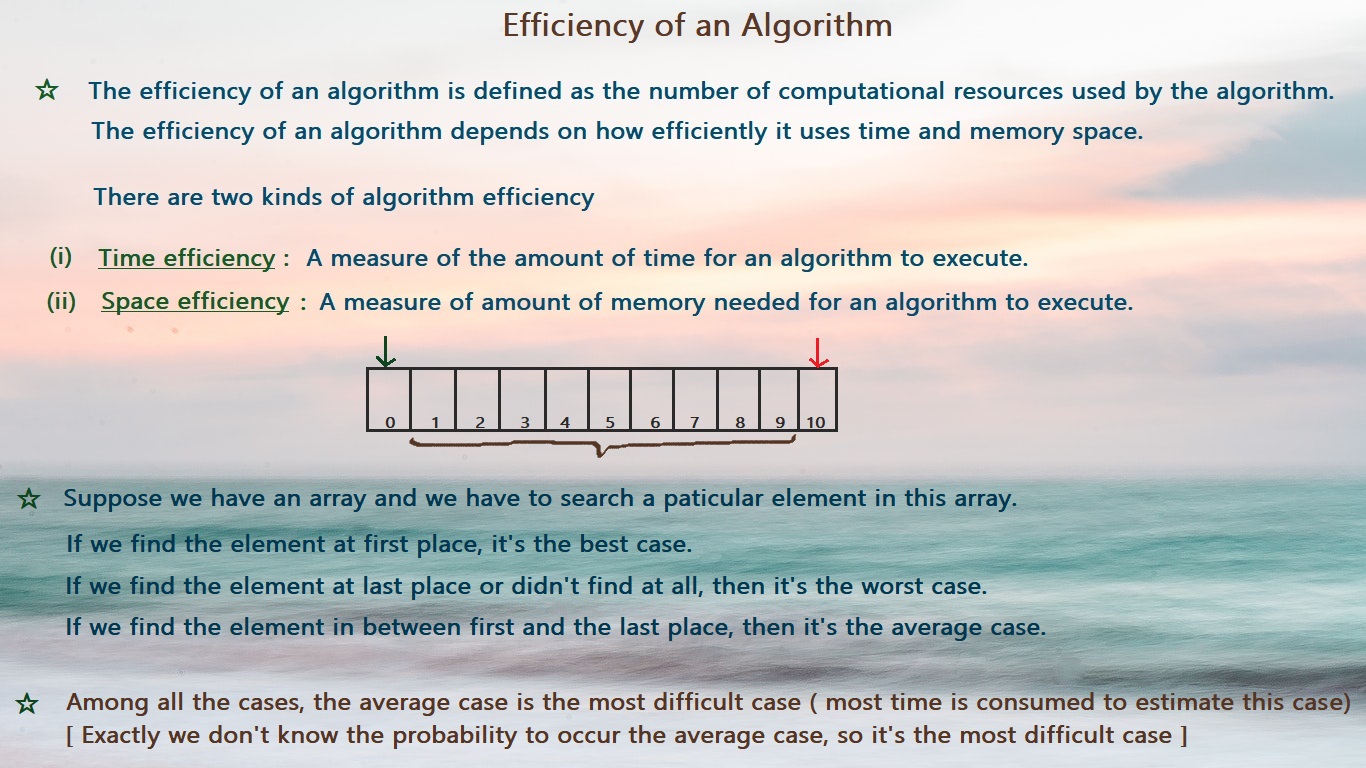 Efficiency of an Algorithm
☆ The efficiency of an algorithm is defined as the number of computational resources used by the algorithm.
The efficiency of an algorithm depends on how efficiently it uses time and memory space.
There are two kinds of algorithm efficiency
(i) Time efficiency : A measure of the amount of time for an algorithm to execute.
(ii) Space efficiency : A measure of amount of memory needed for an algorithm to execute.
0 1 2 3 4 5 6 7 8 9 10
☆ Suppose we have an array and we have to search a paticular element in this array.
If we find the element at first place, it's the best case.
If we find the element at last place or didn't find at all, then it's the worst case.
If we find the element in between first and the last place, then it's the average case.
☆ Among all the cases, the average case is the most difficult case ( most time is consumed to estimate this case)
[ Exactly we don't know the probability to occur the average case, so it's the most difficult case ]